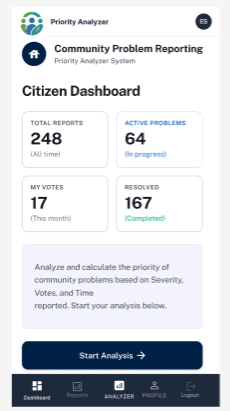 Priority Analyzer
ES
Community Problem Reporting
Priority Analyzer System
Citizen Dashboard
TOTAL REPORTS
248
(All time)
ACTIVE PROBLEMS
64
(In progress)
MY VOTES
17
(This month)
RESOLVED
167
(Completed)
Analyze and calculate the priority of
community problems based on Severity,
Votes, and Time
reported. Start your analysis below.
Start Analysis →
Dashboard
Reports
ANALYZER
PROFILE
Logout